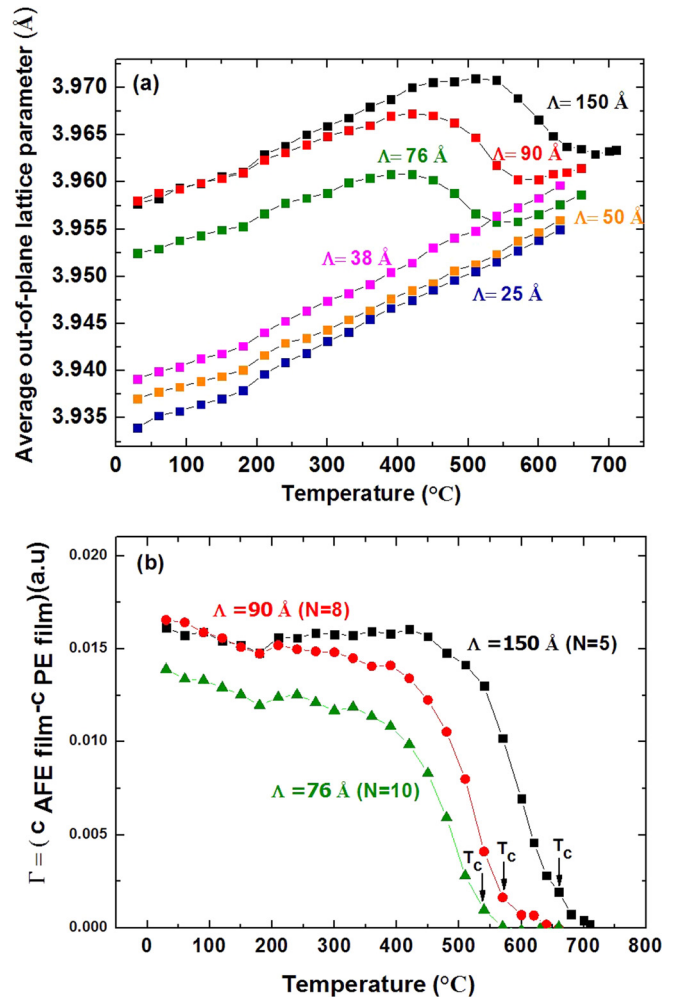 (a)
Average out-of-plane lattice parameter (Å)
3.970
3.965
3.960
3.955
3.950
3.945
3.940
3.935
Λ= 150 Å
Λ= 90 Å
Λ= 76 Å
Λ= 50 Å
Λ= 38 Å
Λ= 25 Å
0 100 200 300 400 500 600 700
Temperature (°C)
(b)
Γ = (c AFE film-c PE film)(a.u)
0.020
0.015
0.010
0.005
0.000
Λ =90 Å (N=8)
Λ =150 Å (N=5)
Λ =76 Å (N=10)
Tc Tc Tc
0 100 200 300 400 500 600 700 800
Temperature (°C)